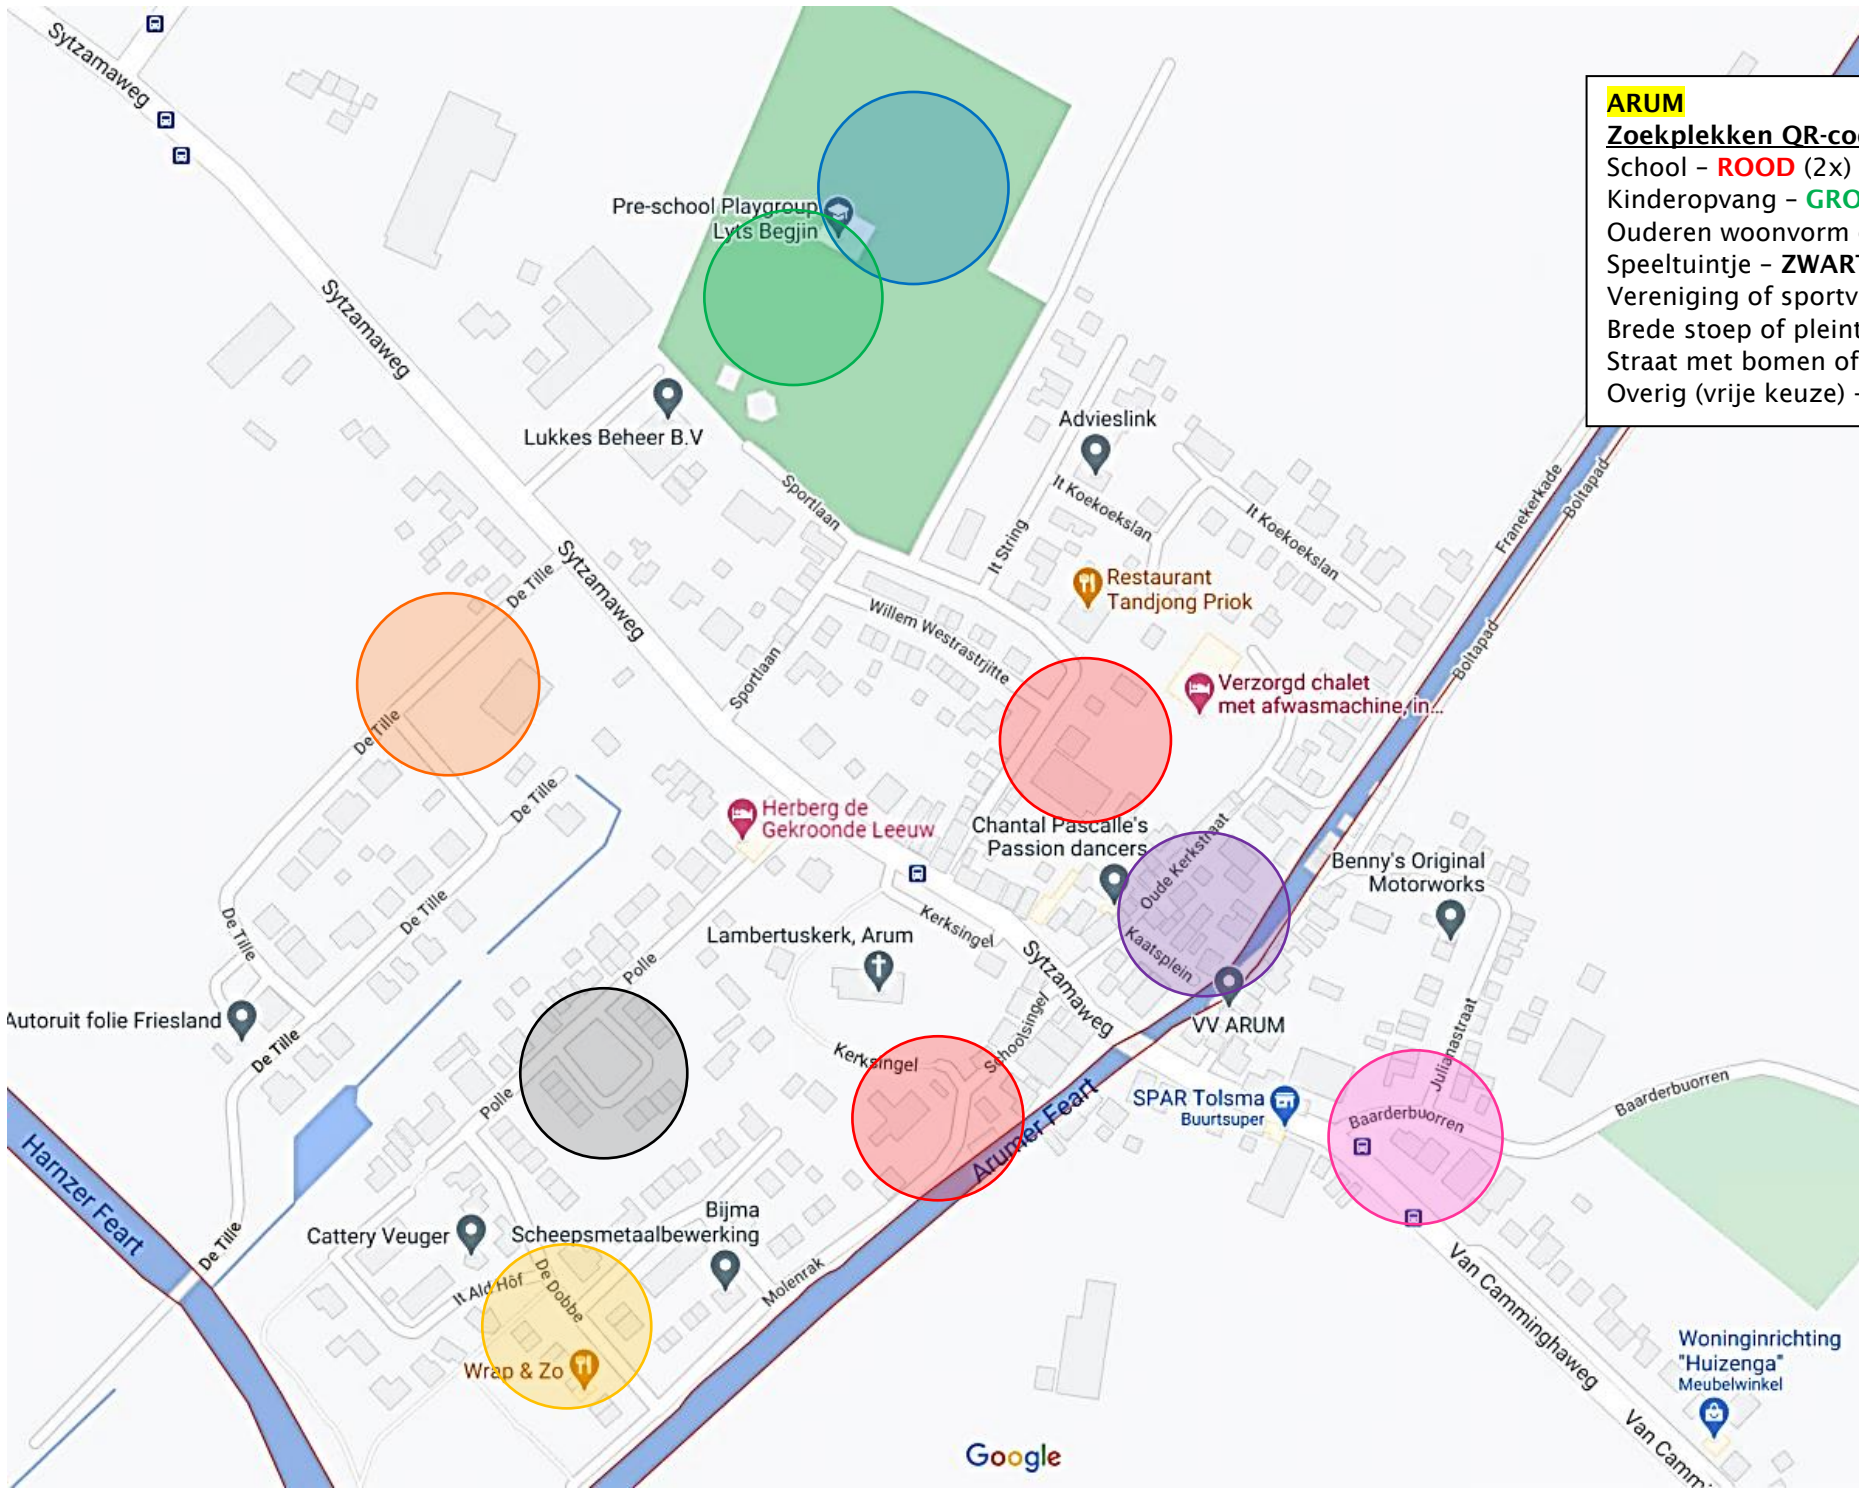 Sytzamaweg
ARUM
Zoekplekken QR-co
School – ROOD (2x)
Kinderopvang – GRO
Ouderen woonvorm
Speeltuintje – ZWART
Vereniging of sportv
Brede stoep of pleint
Straat met bomen of
Overig (vrije keuze) –
Pre-school Playgroup
Lyts Begjin
Sytzamaweg
Lukkes Beheer B.V
Advieslink
Sportlaan
It Koekoekslan
It Koekoekslan
Franekerkade
Boltapad
It String
Sytzamaweg
De Tille
Restaurant
Tandjong Priok
Willem Westrastrjitte
Boltapad
Sportlaan
Verzorgd chalet
met afwasmachine, in...
De Tille
De Tille
Herberg de
Gekroonde Leeuw
Chantal Pascalle's
Passion dancers
Oude Kerkstraat
Benny's Original
Motorworks
De Tille
De Tille
Kerksingel
Lambertuskerk, Arum
Kaatsplein
Polle
Sytzamaweg
Autoruit folie Friesland
VV ARUM
De Tille
Kerksingel
Schoolsingel
Julianastraat
Polle
SPAR Tolsma
Buurtsuper
Baarderbuorren
Baarderbuorren
Arumer Feart
Harnzer Feart
De Tille
Cattery Veuger
Bijma
Scheepsmetaalbewerking
It Ald Hôf
De Dobbe
Molenrak
Van Camminghaweg
Wrap & Zo
Woninginrichting
"Huizenga"
Meubelwinkel
Van Camm
Google